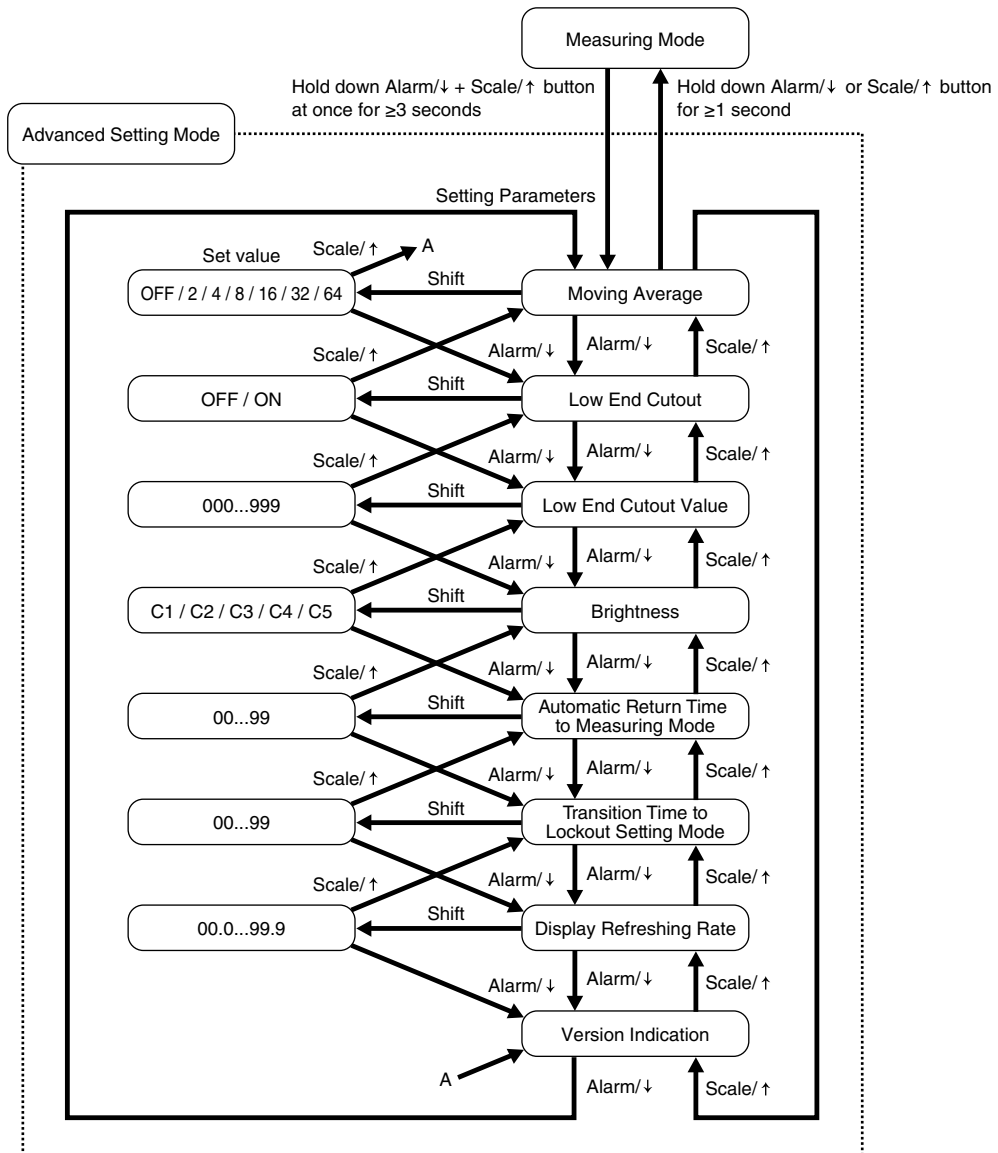 Measuring Mode
Hold down Alarm/↓ + Scale/↑ button
at once for ≥3 seconds
Hold down Alarm/↓ or Scale/↑ button
for ≥1 second
Advanced Setting Mode
Setting Parameters
Set value
Scale/↑
A
OFF / 2 / 4 / 8 / 16 / 32 / 64
Shift
Moving Average
Scale/↑
Alarm/↓
Alarm/↓
Scale/↑
OFF / ON
Shift
Low End Cutout
Scale/↑
Alarm/↓
Alarm/↓
Scale/↑
000...999
Shift
Low End Cutout Value
Scale/↑
Alarm/↓
Alarm/↓
Scale/↑
C1 / C2 / C3 / C4 / C5
Shift
Brightness
Scale/↑
Alarm/↓
Alarm/↓
Scale/↑
00...99
Shift
Automatic Return Time
to Measuring Mode
Scale/↑
Alarm/↓
Alarm/↓
Scale/↑
00...99
Shift
Transition Time to
Lockout Setting Mode
Scale/↑
Alarm/↓
Alarm/↓
Scale/↑
00.0...99.9
Shift
Display Refreshing Rate
Alarm/↓
Alarm/↓
Scale/↑
Version Indication
A
Alarm/↓
Scale/↑